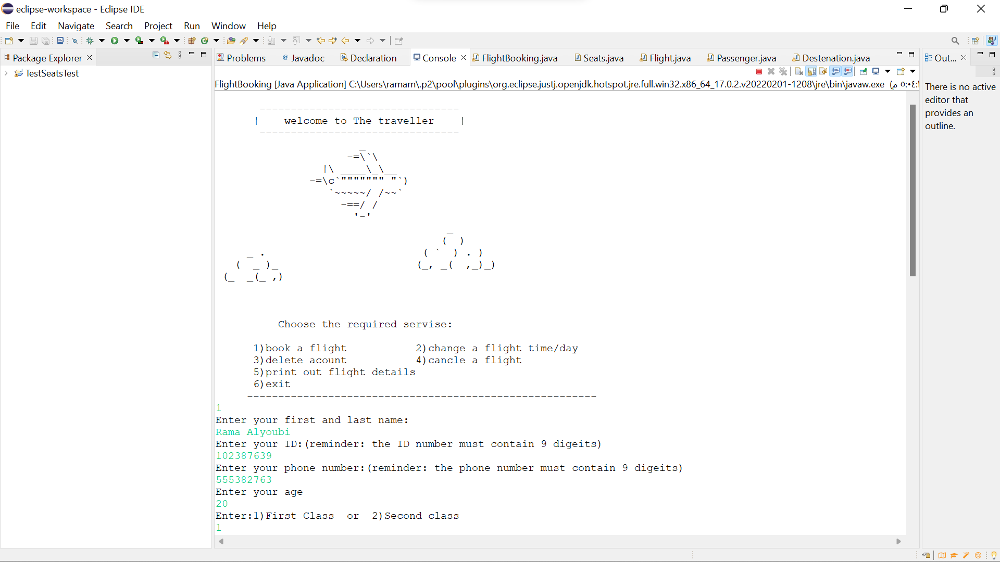 eclipse-workspace - Eclipse IDE
File Edit Navigate Search Project Run Window Help
Package Explorer
TestSeatsTest
Problems Javadoc Declaration Console FlightBooking.java Seats.java Flight.java Passenger.java Destenation.java
FlightBooking [Java Application] C:\Users\ramam\.p2\pool\plugins\org.eclipse.justj.openjdk.hotspot.jre.full.win32.x86_64_17.0.2.v20220201-1208\jre\bin\javaw.exe
--------------------------------
|    welcome to The traveller    |
--------------------------------
Choose the required servise:
1)book a flight 2)change a flight time/day
3)delete acount 4)cancle a flight
5)print out flight details
6)exit
--------------------------------------------------------
1
Enter your first and last name:
Rama Alyoubi
Enter your ID:(reminder: the ID number must contain 9 digeits)
102387639
Enter your phone number:(reminder: the phone number must contain 9 digeits)
555382763
Enter your age
20
Enter:1)First Class  or  2)Second class
1
Out...
There is no active
editor that
provides an
outline.